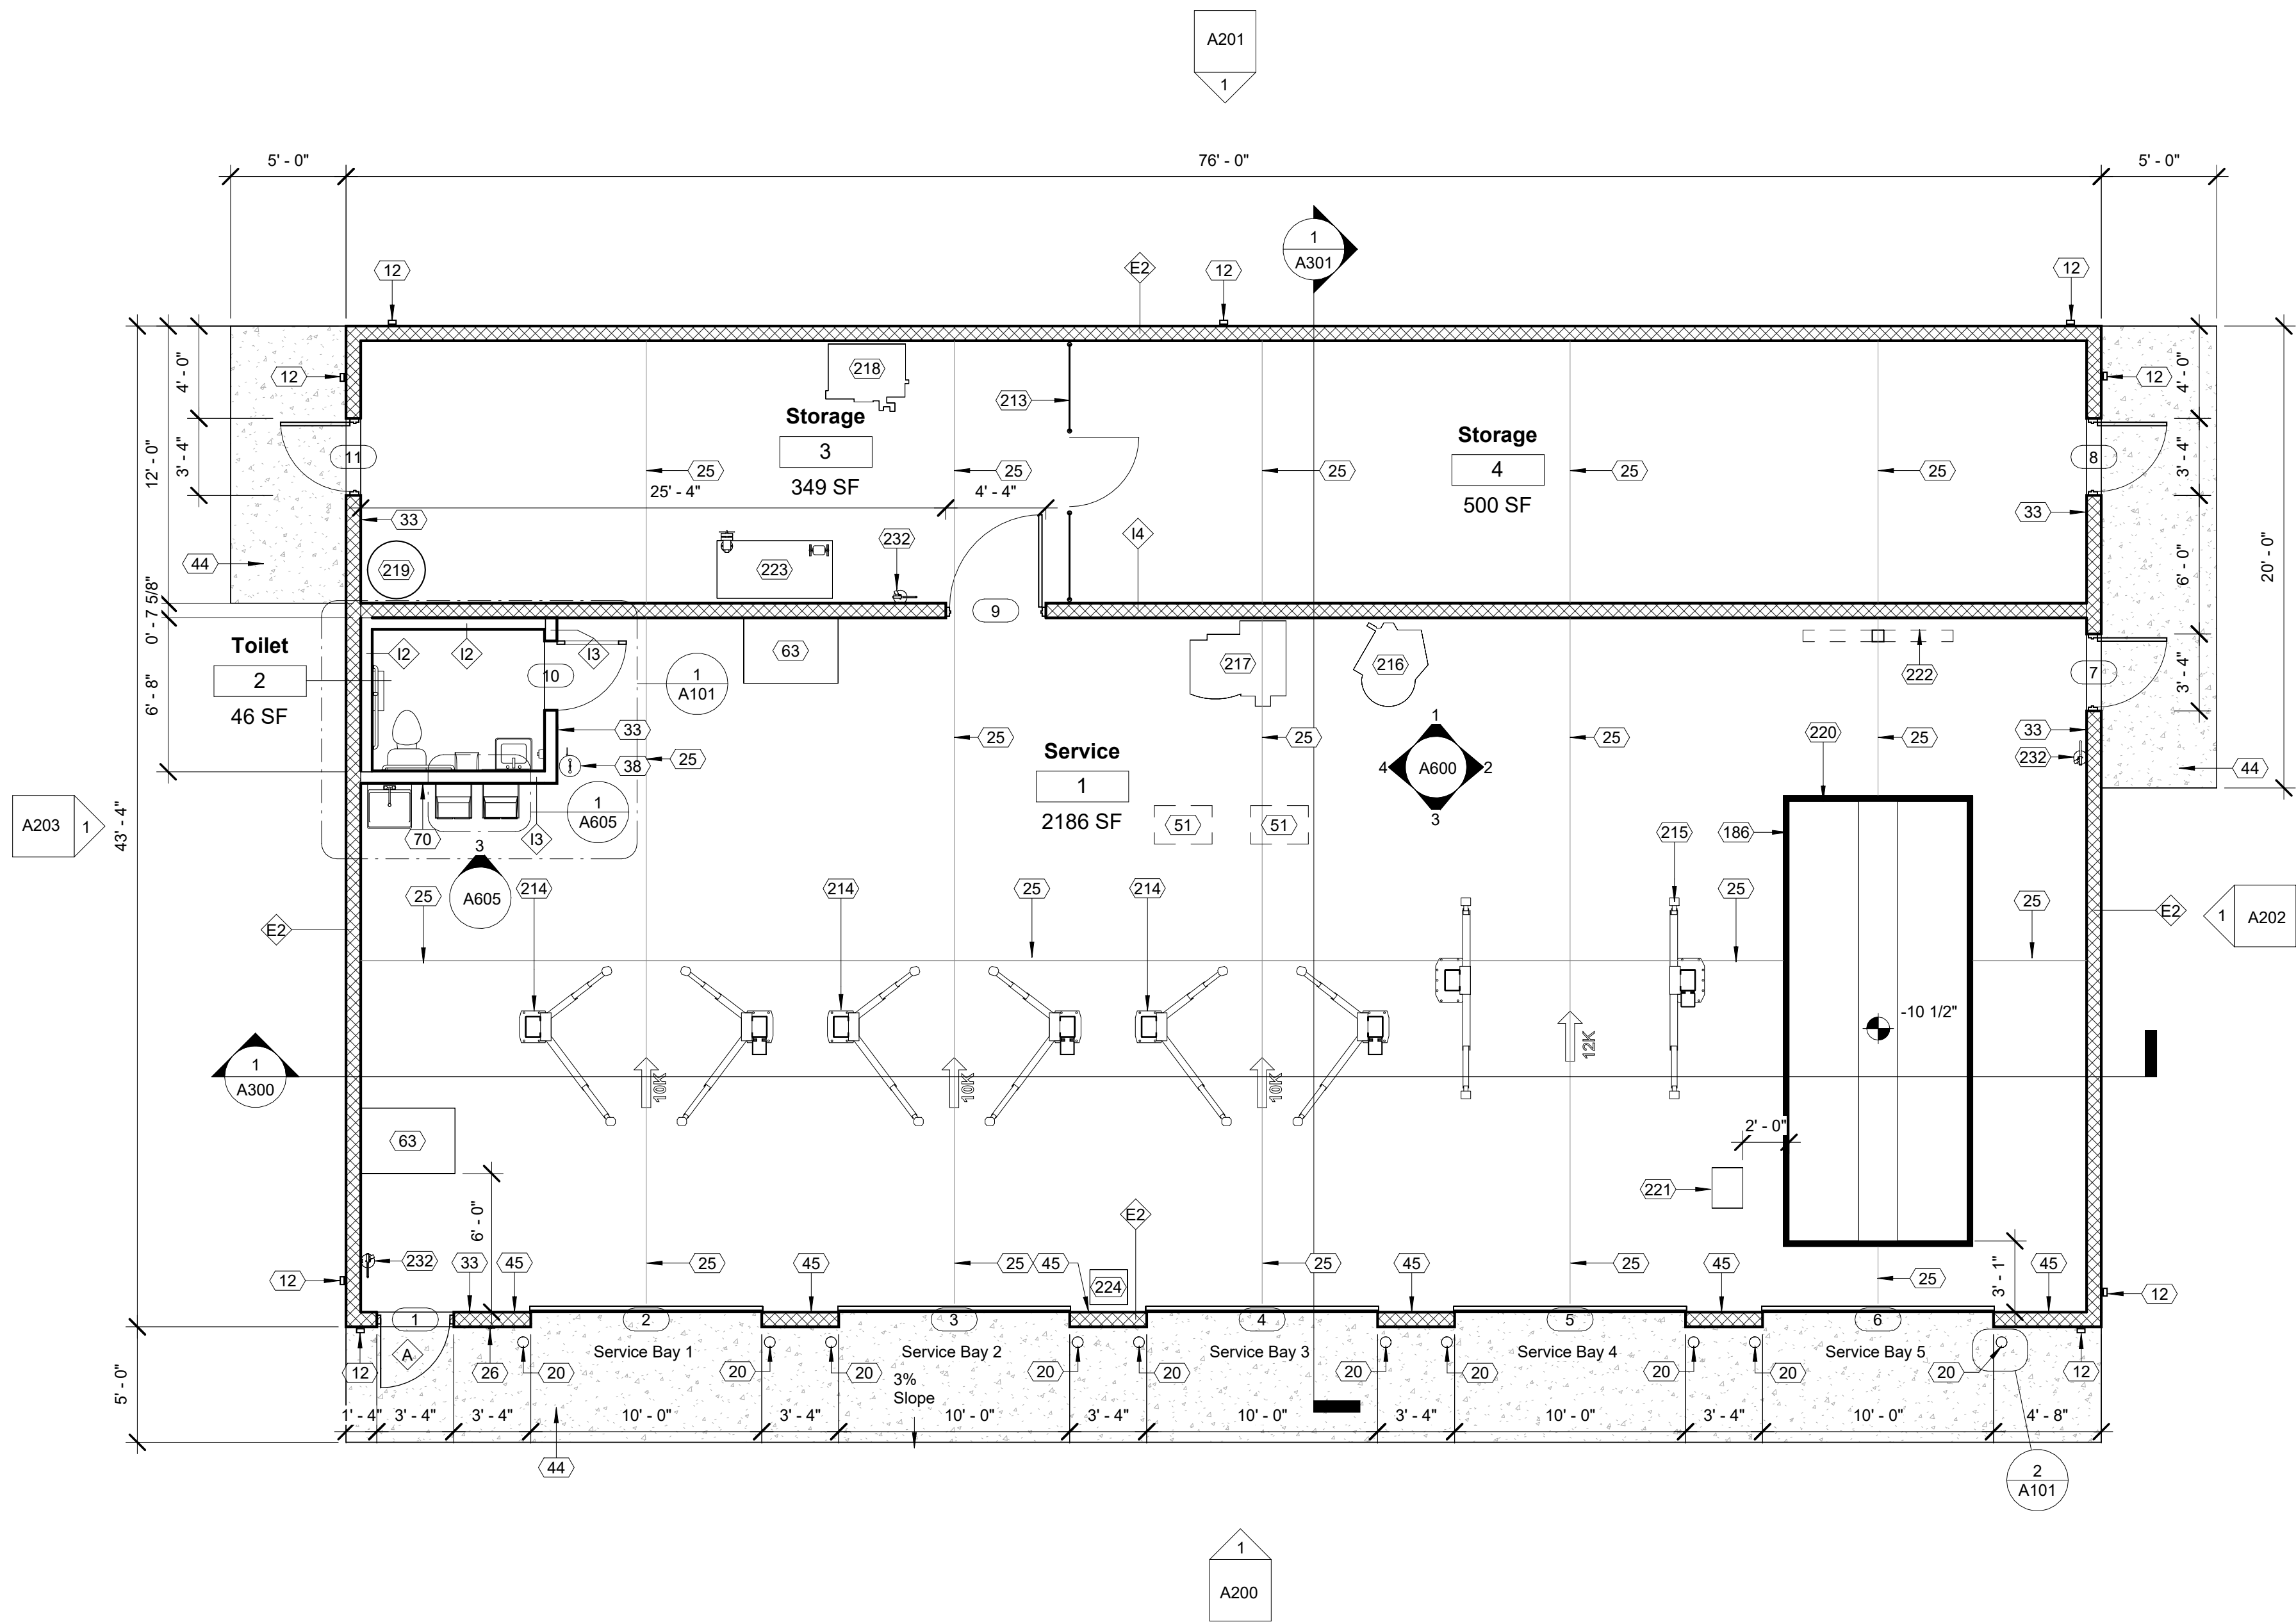 A201
1
5' - 0"
76' - 0"
5' - 0"
1
A301
12
E2
12
12
4' - 0"
12
218
213
12
4' - 0"
Storage
3
349 SF
Storage
4
500 SF
12' - 0"
3' - 4"
11
25
25
25
25
25
8
3' - 4"
25' - 4"
4' - 4"
33
33
I4
232
44
219
223
6' - 0"
20' - 0"
0' - 7 5/8"
9
Toilet
2
46 SF
I2
I2
I3
10
1
A101
63
217
216
222
7
3' - 4"
6' - 8"
33
38
25
25
25
25
220
25
33
232
44
Service
1
2186 SF
1
4
A600
2
3
A203
1
43' - 4"
70
1
A605
I3
51
51
215
186
3
A605
25
214
214
25
214
25
25
E2
E2
1
A202
-10 1/2"
1
A300
10K
10K
10K
12K
63
2' - 0"
221
6' - 0"
E2
232
33
45
25
45
25
45
224
25
45
25
45
25
3' - 1"
45
12
12
1
2
3
4
5
6
A
Service Bay 1
Service Bay 2
Service Bay 3
Service Bay 4
Service Bay 5
12
26
20
20
20
20
20
20
20
20
20
20
12
3%
Slope
5' - 0"
1' - 4"
3' - 4"
3' - 4"
10' - 0"
3' - 4"
10' - 0"
3' - 4"
10' - 0"
3' - 4"
10' - 0"
3' - 4"
10' - 0"
4' - 8"
44
2
A101
1
A200